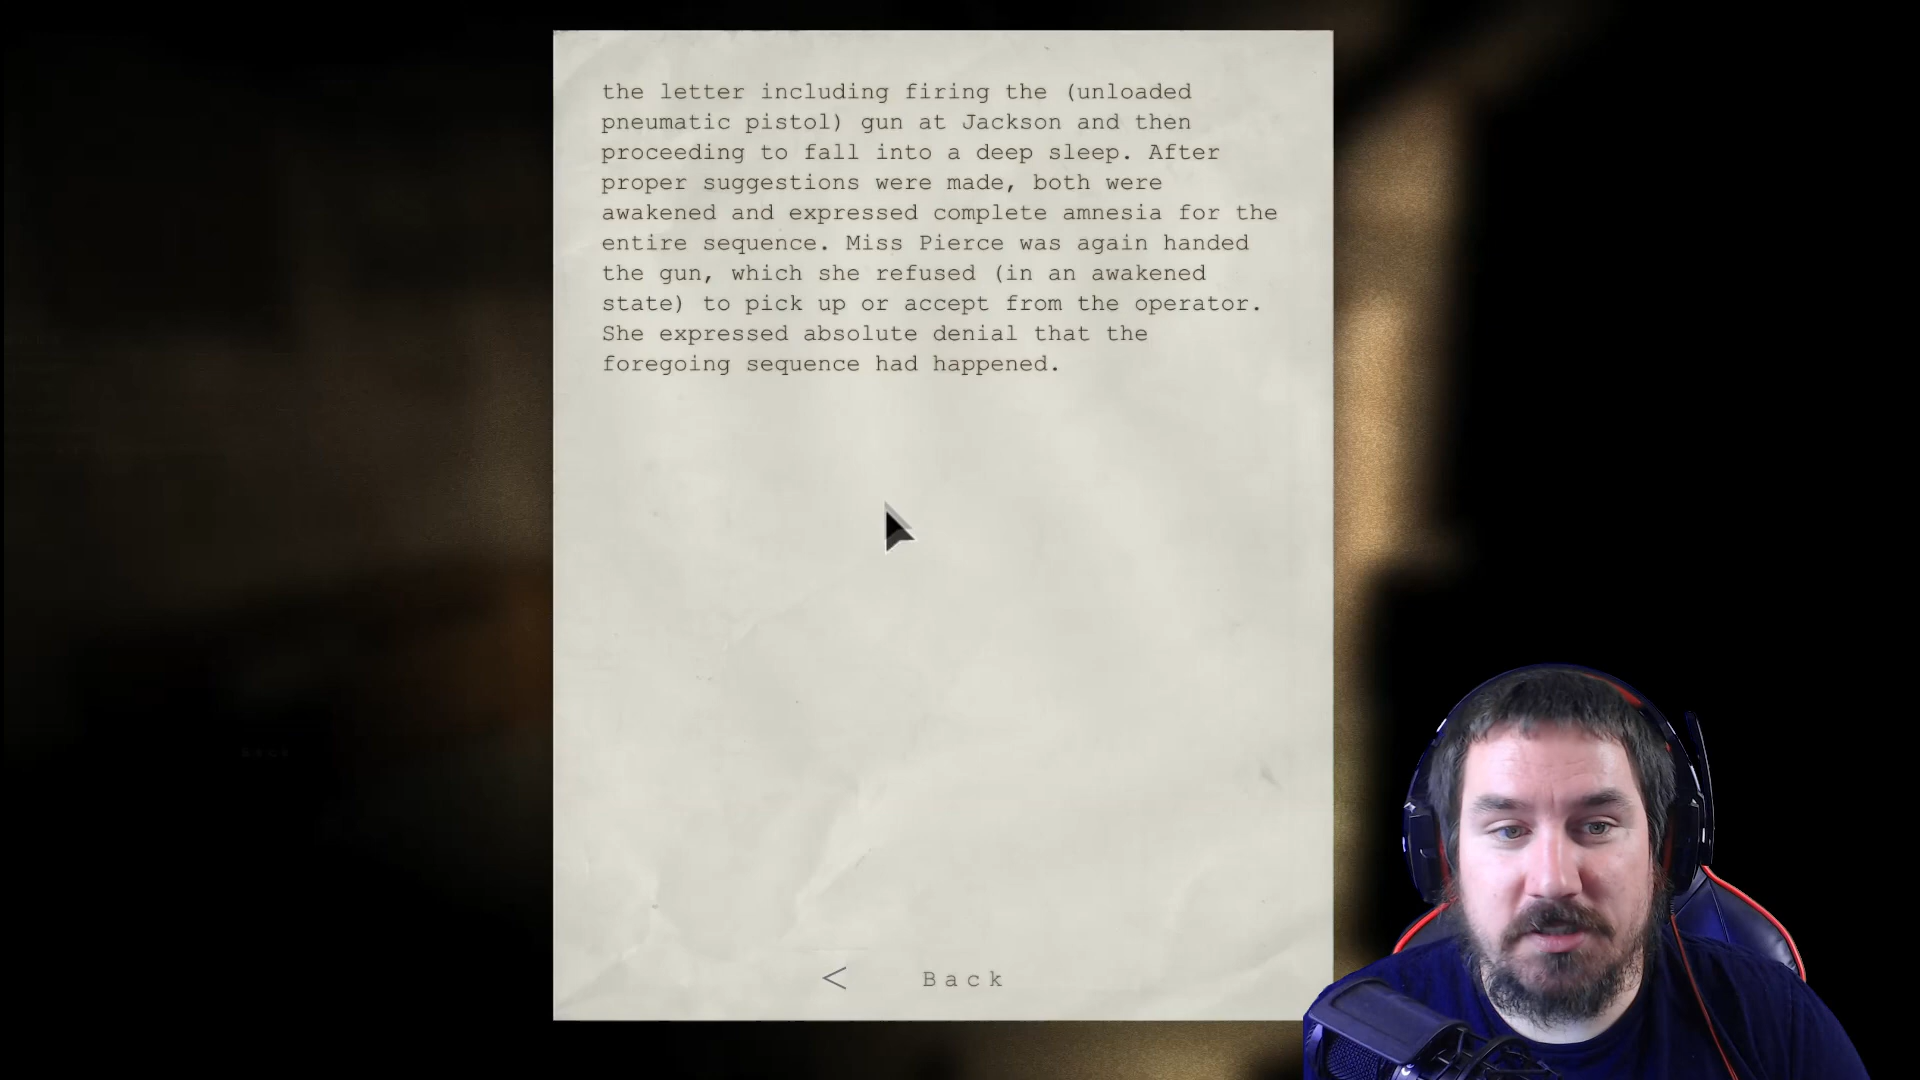 the letter including firing the (unloaded
pneumatic pistol) gun at Jackson and then
proceeding to fall into a deep sleep. After
proper suggestions were made, both were
awakened and expressed complete amnesia for the
entire sequence. Miss Pierce was again handed
the gun, which she refused (in an awakened
state) to pick up or accept from the operator.
She expressed absolute denial that the
foregoing sequence had happened.
< Back